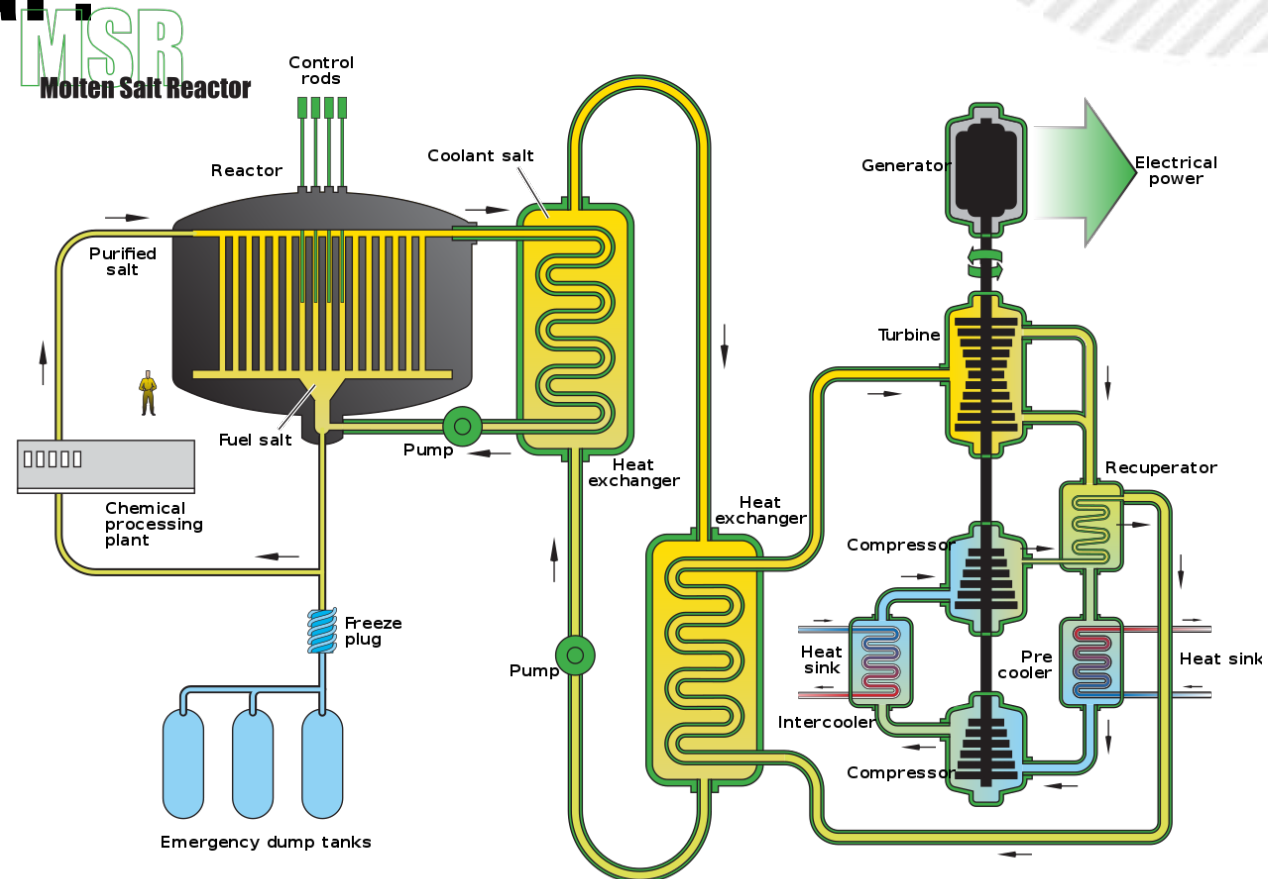 MSR
Molten Salt Reactor
Control
rods
Reactor
Coolant salt
Generator
Electrical
power
Purified
salt
Turbine
Fuel salt
Pump
Heat
exchanger
Recuperator
Heat
exchanger
Chemical
processing
plant
Compressor
Freeze
plug
Heat
sink
Pre
cooler
Heat sink
Pump
Intercooler
Compressor
Emergency dump tanks